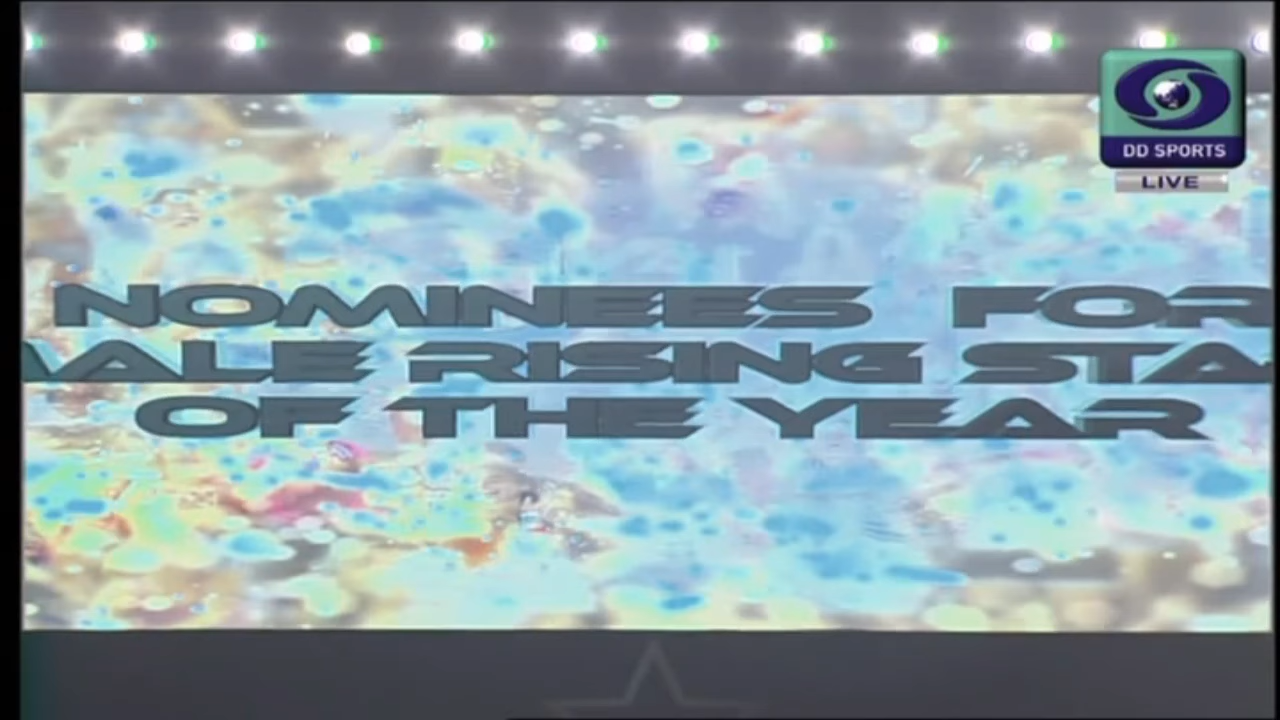 DD SPORTS
LIVE
NOMINEES FOR
ALE RISING STA
OF THE YEAR